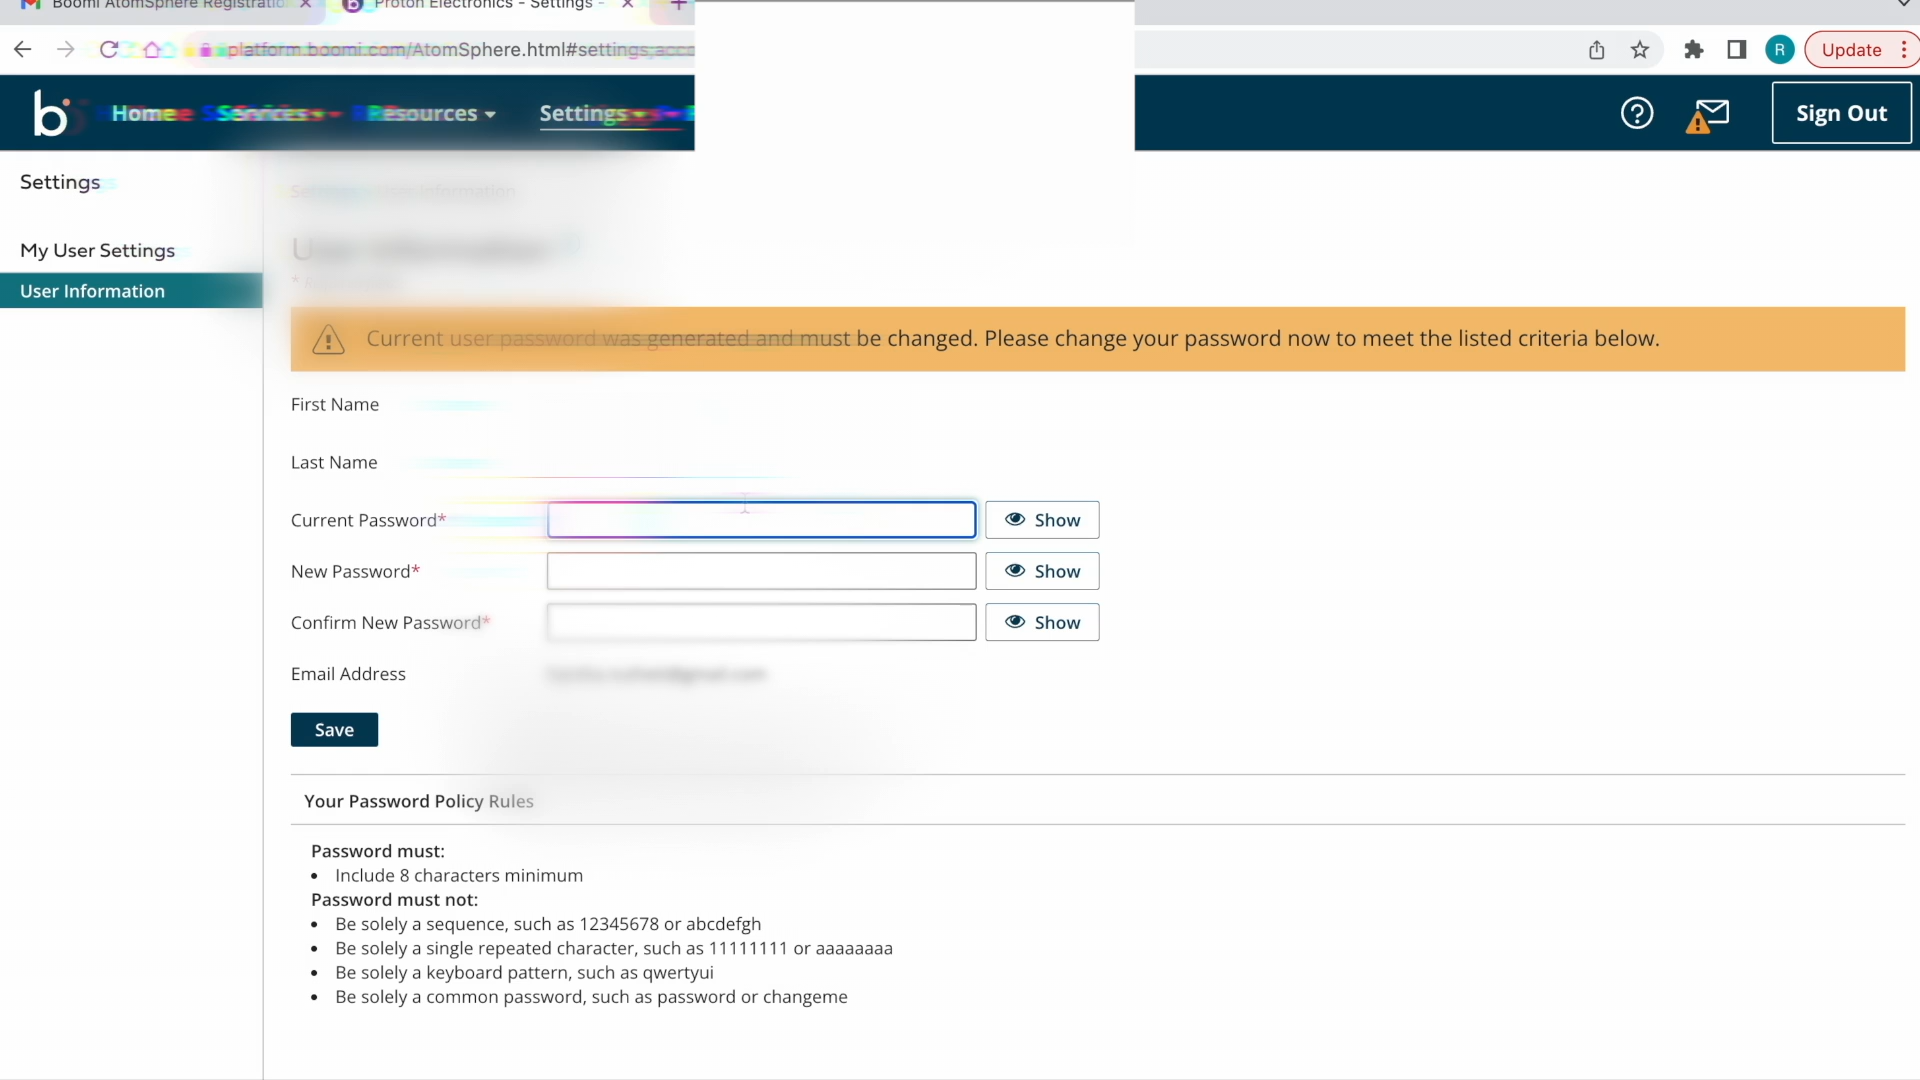 Boomi AtomSphere Registratio
Proton Electronics - Settings -
platform.boomi.com/AtomSphere.html#settings;acco
R
Update
b
Home Services Resources Settings
Sign Out
Settings
My User Settings
User Information
User Information
Current user password was generated and must be changed. Please change your password now to meet the listed criteria below.
First Name
Last Name
Current Password*
Show
New Password*
Show
Confirm New Password*
Show
Email Address
Save
Your Password Policy Rules
Password must:
• Include 8 characters minimum
Password must not:
• Be solely a sequence, such as 12345678 or abcdefgh
• Be solely a single repeated character, such as 11111111 or aaaaaaaa
• Be solely a keyboard pattern, such as qwertyui
• Be solely a common password, such as password or changeme